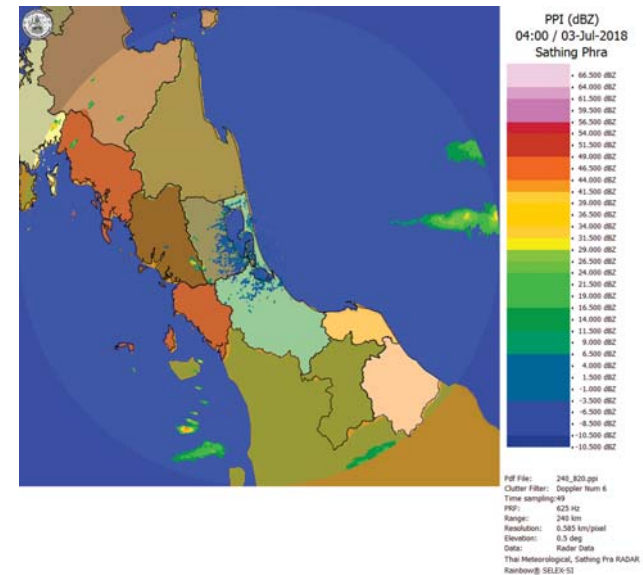 PPI (dBZ)
04:00 / 03-Jul-2018
Sathing Phra
66.500 dBZ
64.000 dBZ
61.500 dBZ
59.500 dBZ
56.500 dBZ
54.000 dBZ
51.500 dBZ
49.000 dBZ
46.500 dBZ
44.000 dBZ
41.500 dBZ
39.000 dBZ
36.500 dBZ
34.000 dBZ
31.500 dBZ
29.000 dBZ
26.500 dBZ
24.000 dBZ
21.500 dBZ
19.000 dBZ
16.500 dBZ
14.000 dBZ
11.500 dBZ
9.000 dBZ
6.500 dBZ
4.000 dBZ
1.500 dBZ
-1.000 dBZ
-3.500 dBZ
-6.500 dBZ
-8.500 dBZ
-10.500 dBZ
-10.500 dBZ
Pdf File: 240_820.ppi
Clutter Filter: Doppler Num 6
Time sampling:49
PRF: 625 Hz
Range: 240 km
Resolution: 0.585 km/pixel
Elevation: 0.5 deg
Data: Radar Data
Thai Meteorological, Sathing Pra RADAR
Rainbow® SELEX-SI